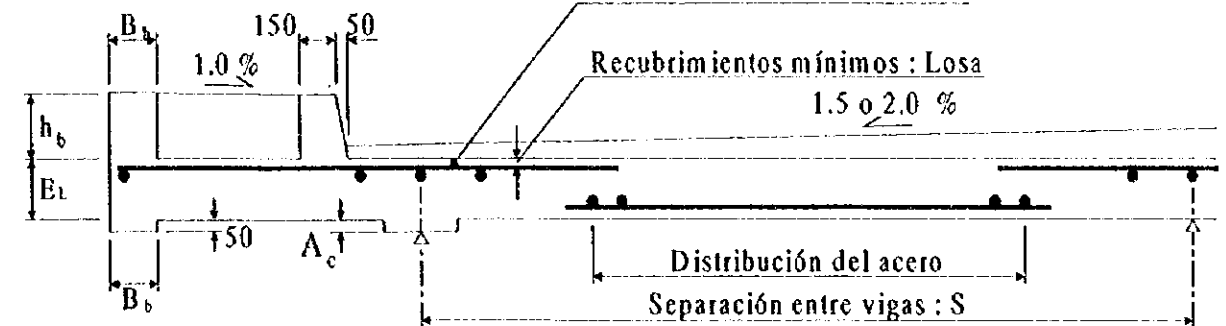 B_b 150 50
1.0 %
Recubrimientos mínimos : Losa
1.5 o 2.0 %
h_b
E_L
50
A_c
Distribución del acero
B_b
Separación entre vigas : S